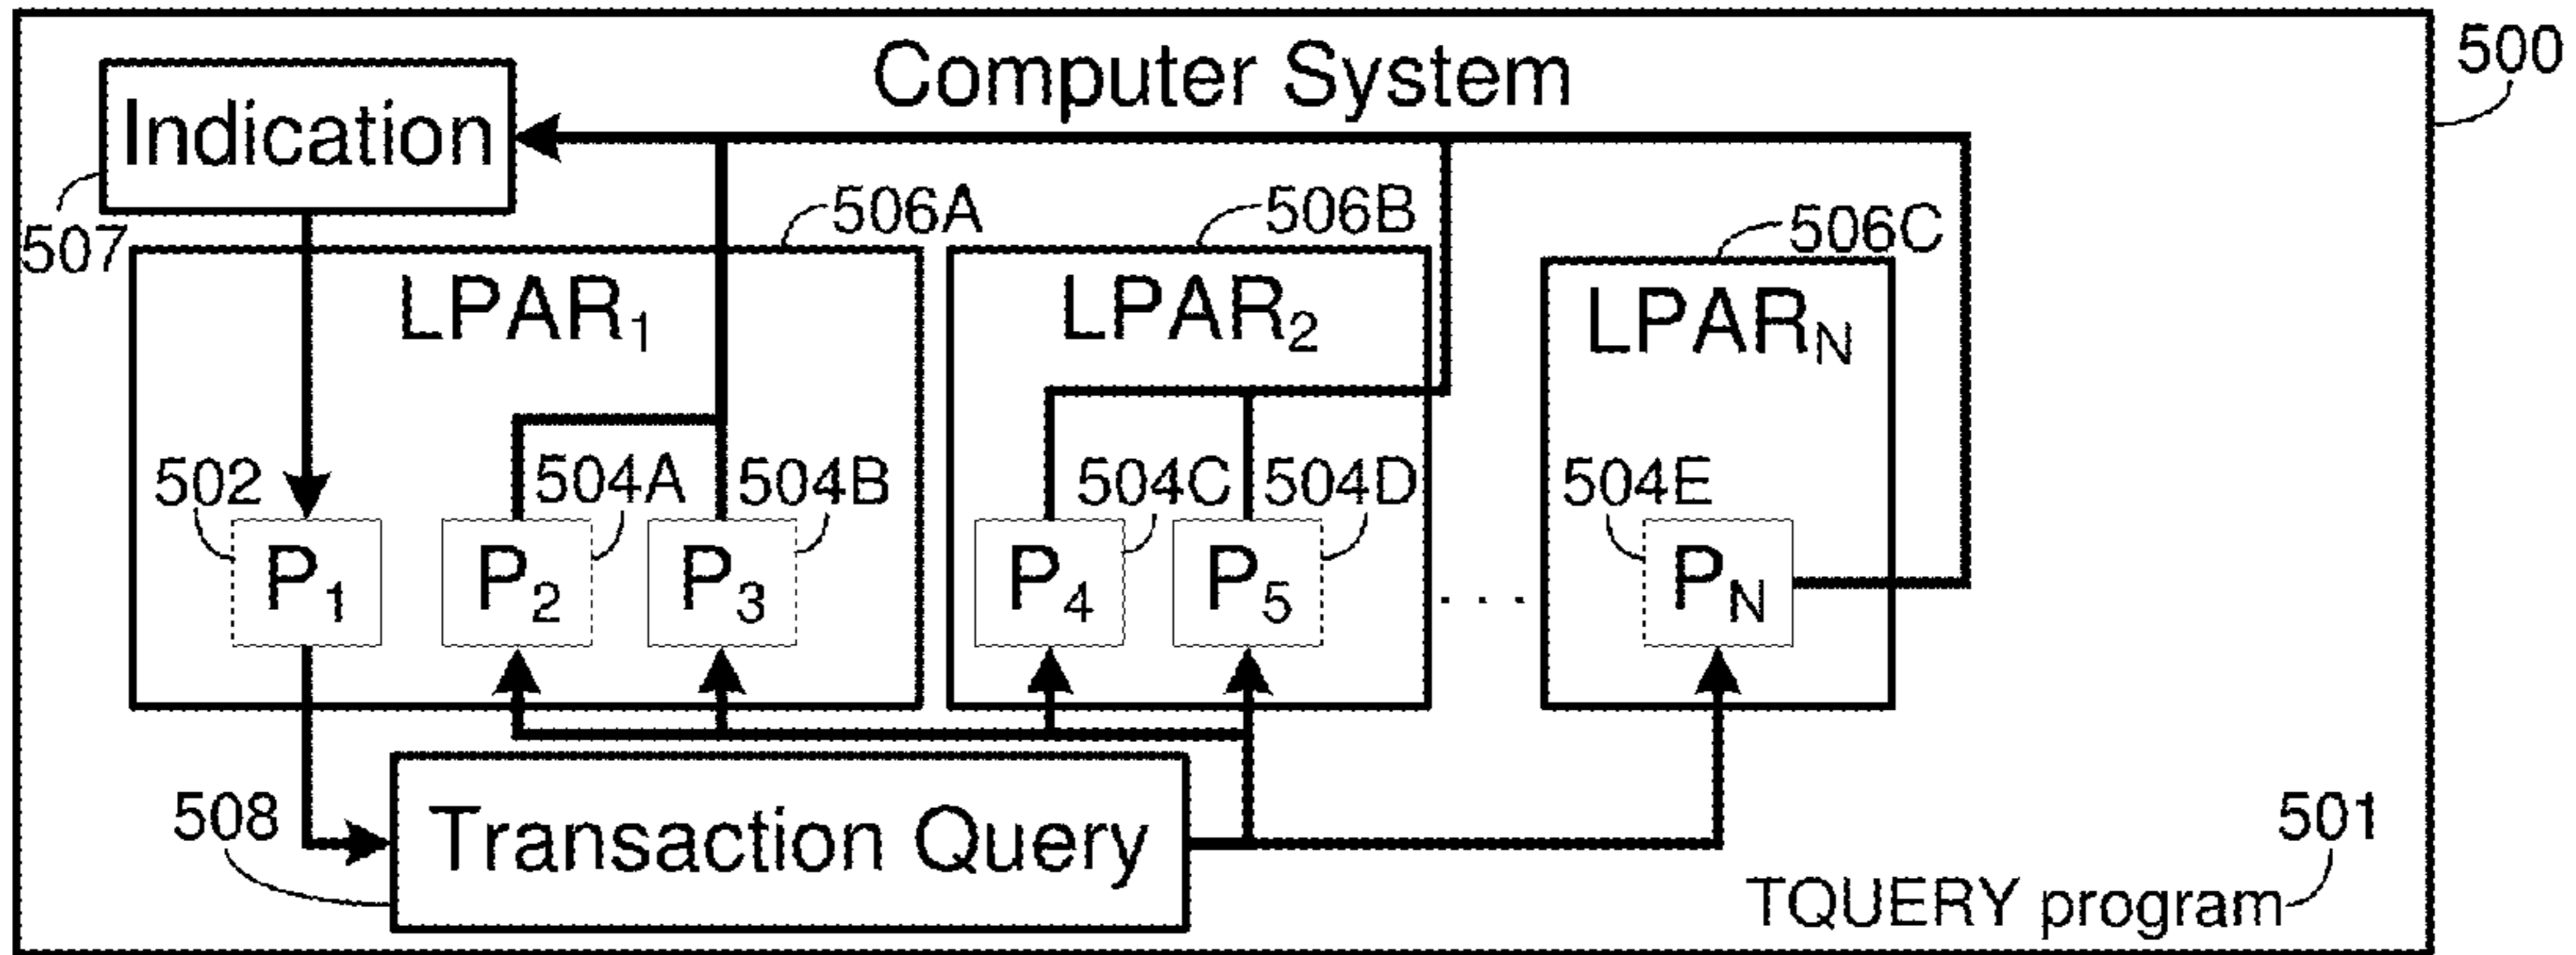 Computer System
500
Indication
507
506A
506B
506C
LPAR1
LPAR2
LPARN
502
504A
504B
504C
504D
504E
P1
P2
P3
P4
P5
. . .
PN
508
Transaction Query
501
TQUERY program